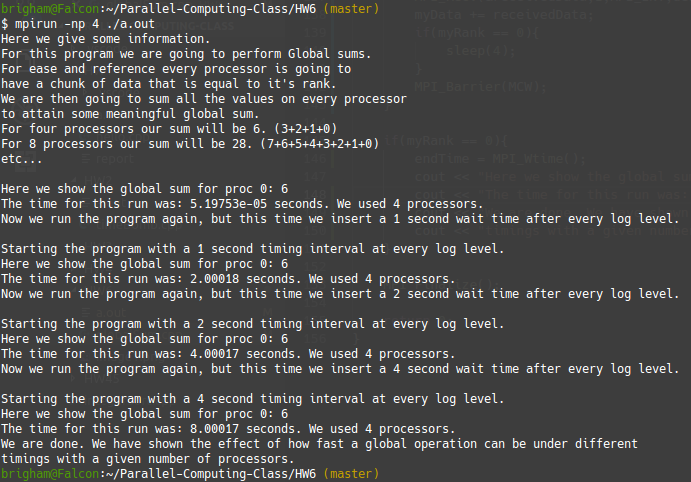 brigham@Falcon:~/Parallel-Computing-Class/HW6 (master)
$ mpirun -np 4 ./a.out
Here we give some information.
For this program we are going to perform Global sums.
For ease and reference every processor is going to
have a chunk of data that is equal to it's rank.
We are then going to sum all the values on every processor
to attain some meaningful global sum.
For four processors our sum will be 6. (3+2+1+0)
For 8 processors our sum will be 28. (7+6+5+4+3+2+1+0)
etc...

Here we show the global sum for proc 0: 6
The time for this run was: 5.19753e-05 seconds. We used 4 processors.
Now we run the program again, but this time we insert a 1 second wait time after every log level.

Starting the program with a 1 second timing interval at every log level.
Here we show the global sum for proc 0: 6
The time for this run was: 2.00018 seconds. We used 4 processors.
Now we run the program again, but this time we insert a 2 second wait time after every log level.

Starting the program with a 2 second timing interval at every log level.
Here we show the global sum for proc 0: 6
The time for this run was: 4.00017 seconds. We used 4 processors.
Now we run the program again, but this time we insert a 4 second wait time after every log level.

Starting the program with a 4 second timing interval at every log level.
Here we show the global sum for proc 0: 6
The time for this run was: 8.00017 seconds. We used 4 processors.
We are done. We have shown the effect of how fast a global operation can be under different
timings with a given number of processors.
brigham@Falcon:~/Parallel-Computing-Class/HW6 (master)